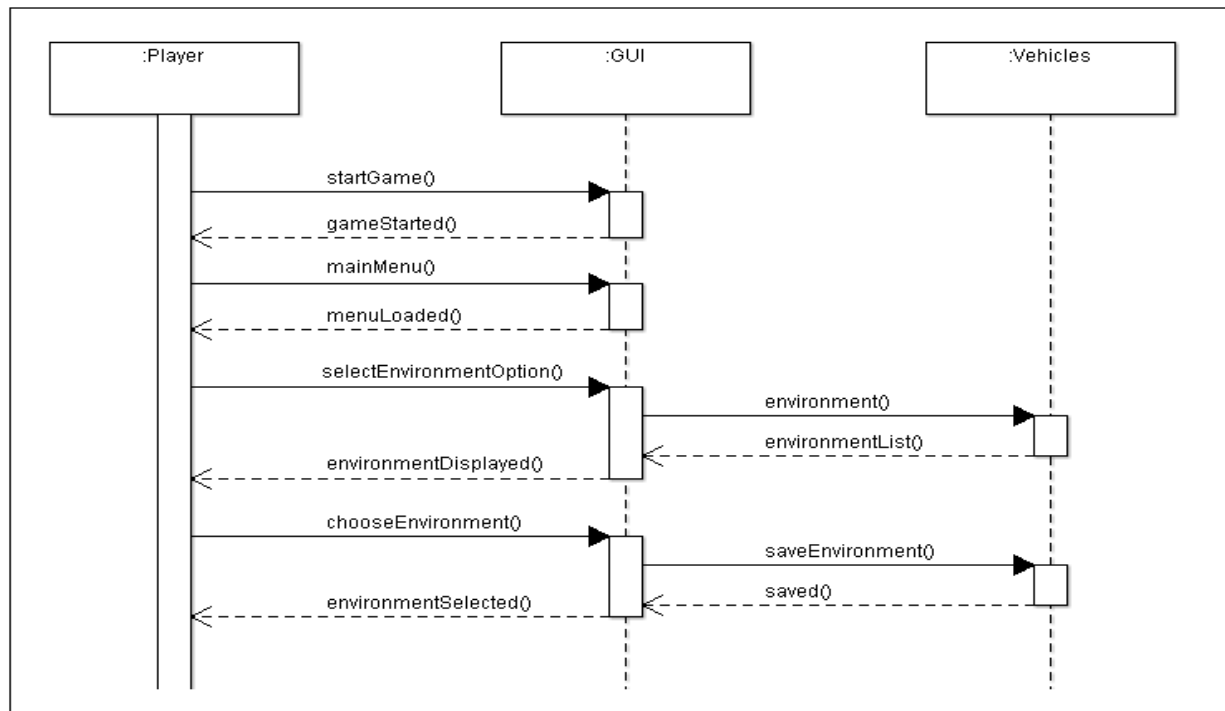 :Player
:GUI
:Vehicles
startGame()
gameStarted()
mainMenu()
menuLoaded()
selectEnvironmentOption()
environment()
environmentList()
environmentDisplayed()
chooseEnvironment()
saveEnvironment()
saved()
environmentSelected()